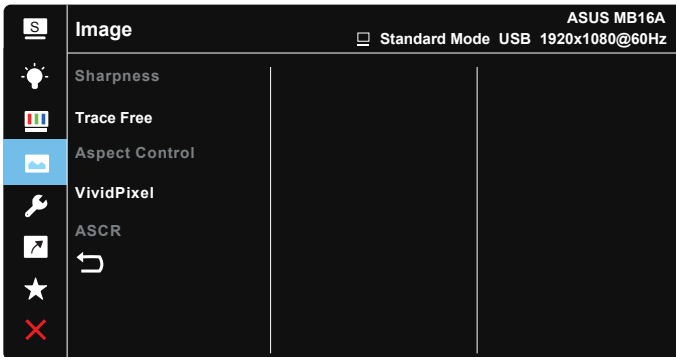 S
Image
ASUS MB16A
Standard Mode USB 1920x1080@60Hz
Sharpness
Trace Free
Aspect Control
VividPixel
ASCR